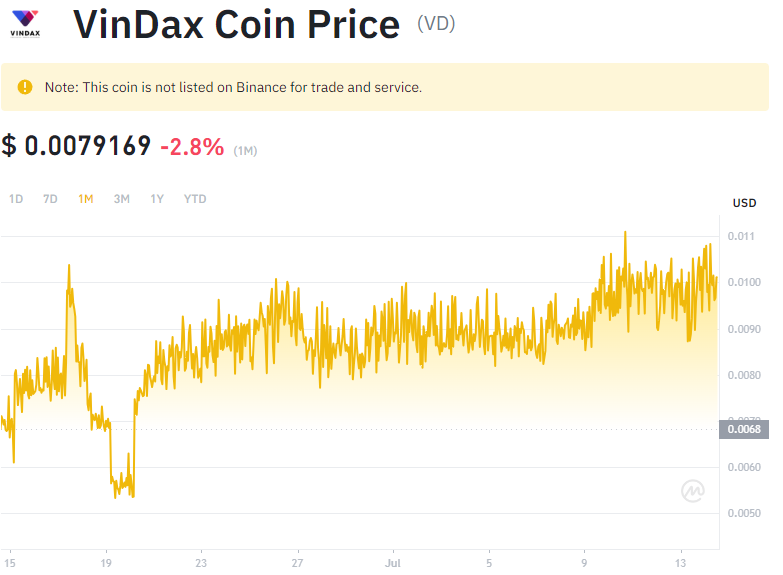 VINDAX
VinDax Coin Price (VD)
Note: This coin is not listed on Binance for trade and service.
$ 0.0079169 -2.8% (1M)
1D 7D 1M 3M 1Y YTD
USD
0.011
0.0100
0.0090
0.0080
0.0070
0.0068
0.0060
0.0050
15 19 23 27 Jul 5 9 13